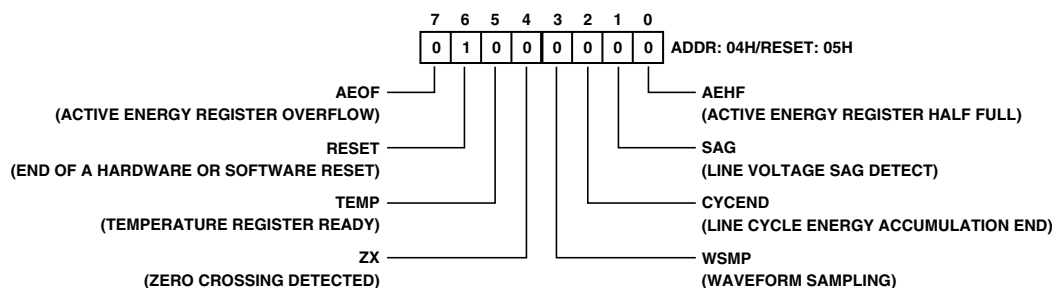 7 6 5 4 3 2 1 0
0 1 0 0 0 0 0 0 ADDR: 04H/RESET: 05H
AEOF
(ACTIVE ENERGY REGISTER OVERFLOW)
RESET
(END OF A HARDWARE OR SOFTWARE RESET)
TEMP
(TEMPERATURE REGISTER READY)
ZX
(ZERO CROSSING DETECTED)
AEHF
(ACTIVE ENERGY REGISTER HALF FULL)
SAG
(LINE VOLTAGE SAG DETECT)
CYCEND
(LINE CYCLE ENERGY ACCUMULATION END)
WSMP
(WAVEFORM SAMPLING)